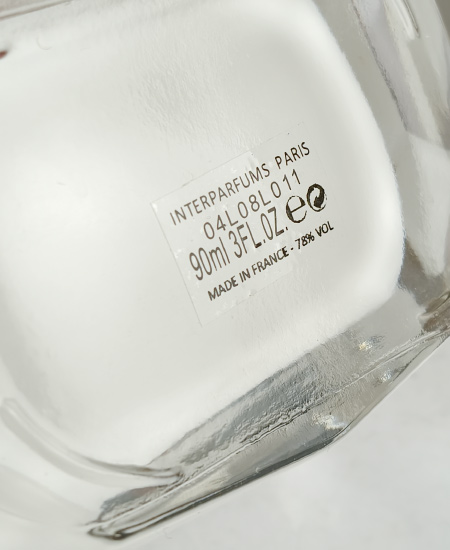 INTERPARFUMS PARIS
04L08L011
90ml 3FL.OZ. ℮
MADE IN FRANCE - 78% VOL